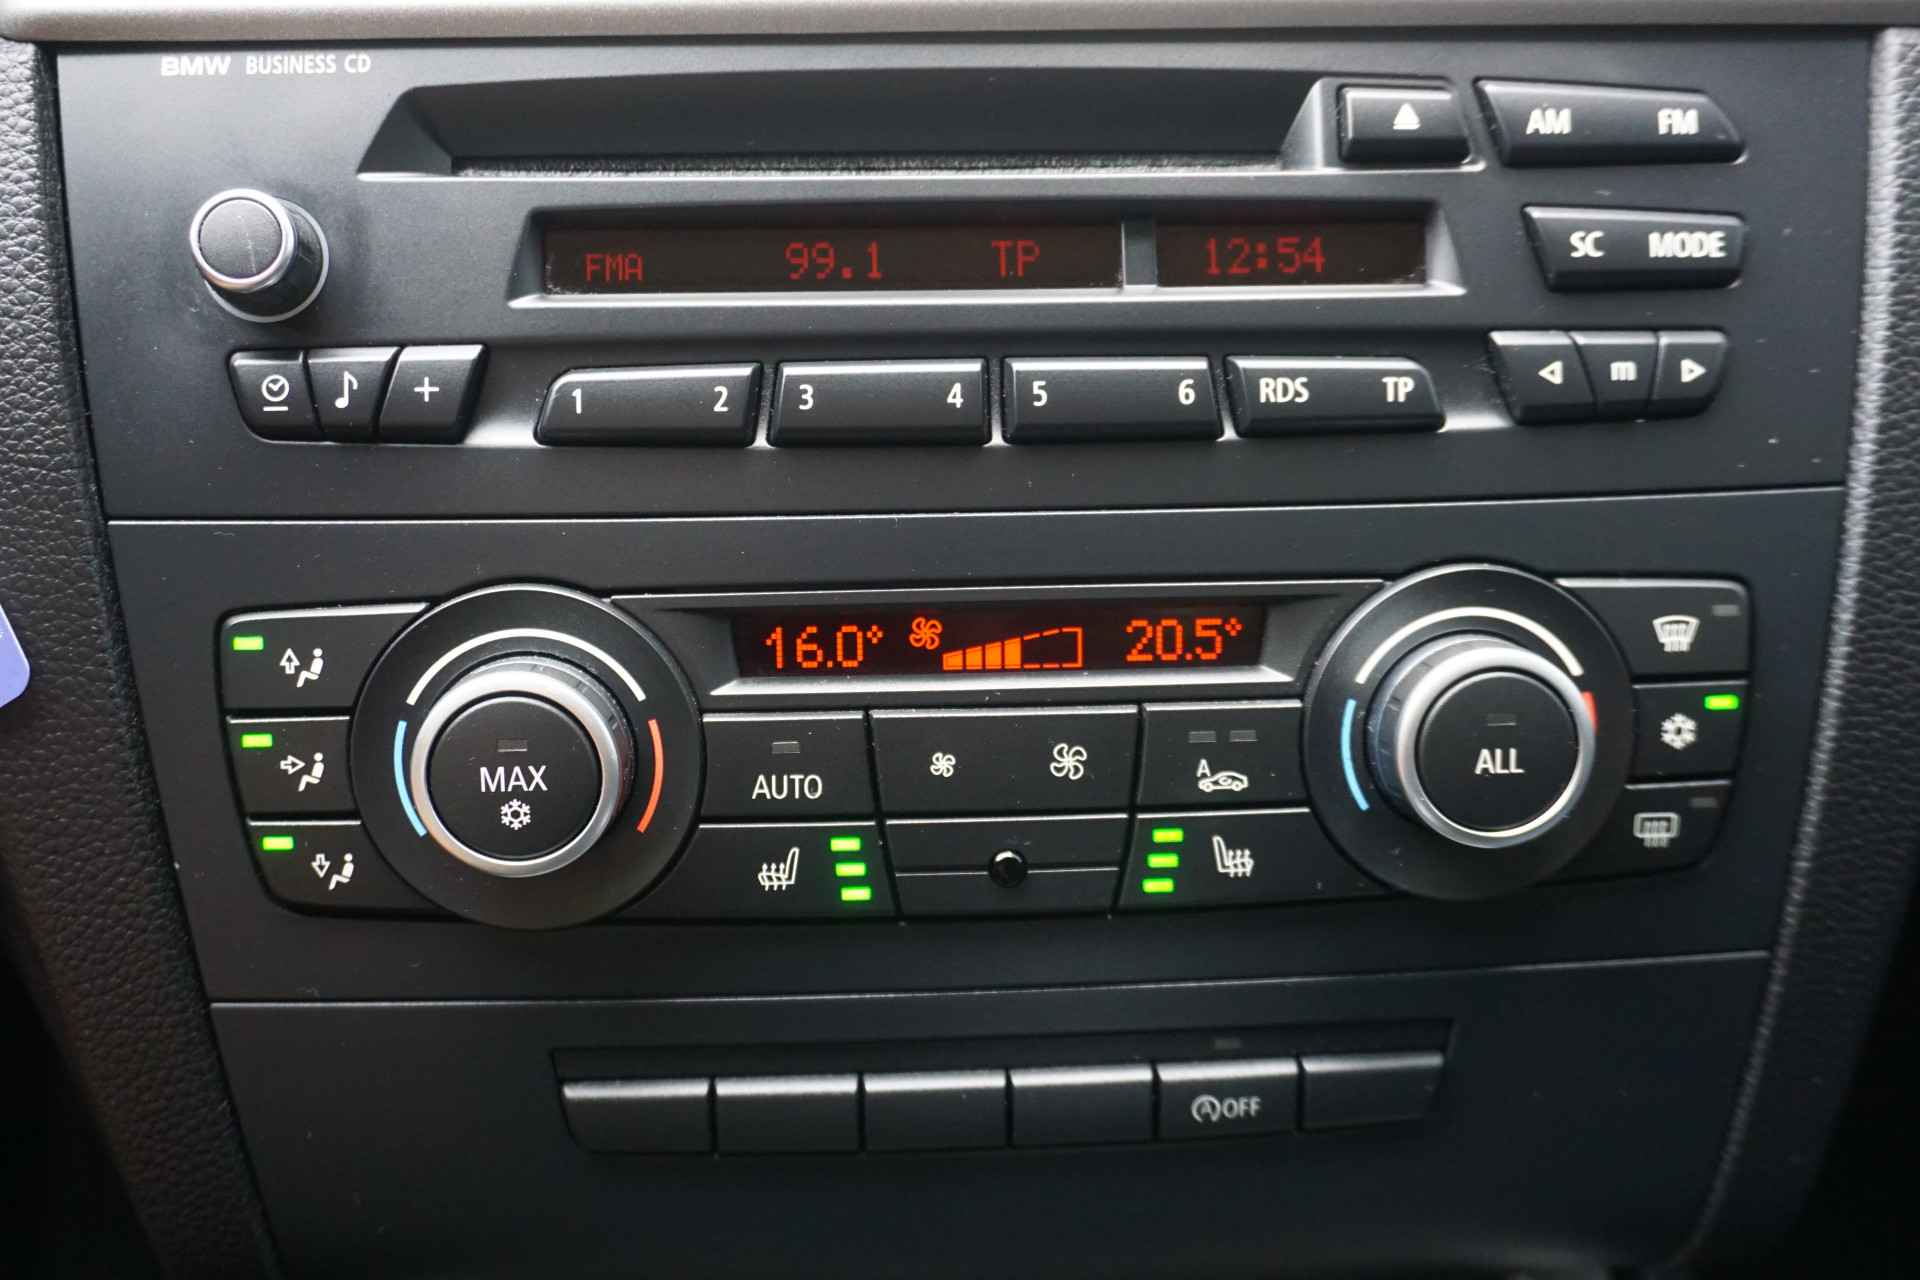 BMW BUSINESS CD
AM FM
FMA 99.1 TP 12:54
SC MODE
+ 1 2 3 4 5 6 RDS TP m
16.0° 20.5°
MAX AUTO A ALL
A OFF